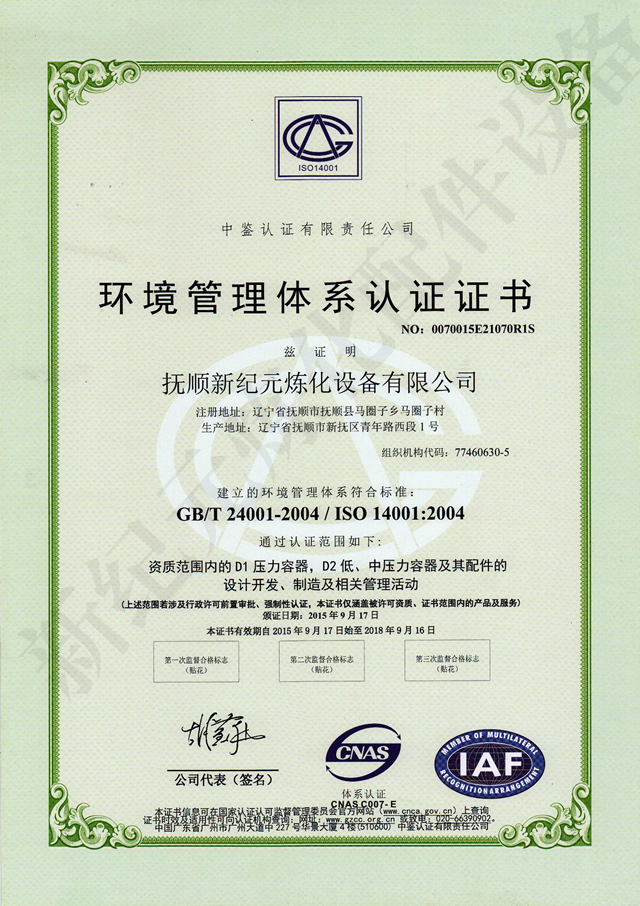 ISO14001
中鉴认证有限责任公司
环境管理体系认证证书
NO：0070015E21070R1S
兹证明
抚顺新纪元炼化设备有限公司
注册地址：辽宁省抚顺市抚顺县马圈子乡马圈子村
生产地址：辽宁省抚顺市新抚区青年路西段1号
组织机构代码：77460630-5
建立的环境管理体系符合标准：
GB/T 24001-2004 / ISO 14001:2004
通过认证范围如下：
资质范围内的D1压力容器，D2低、中压力容器及其配件的
设计开发、制造及相关管理活动
（上述范围若涉及行政许可前置审批、强制性认证，本证书仅涵盖被许可资质、证书范围内的产品及服务）
颁证日期：2015年9月17日
本证书有效期自2015年9月17日始至2018年9月16日
第一次监督合格标志
（贴花）
第二次监督合格标志
（贴花）
第三次监督合格标志
（贴花）
公司代表（签名）
CNAS
体系认证
CNAS C007-E
MEMBER OF MULTILATERAL
IAF
RECOGNITION ARRANGEMENT
本证书信息可在国家认证认可监督管理委员会官方网站（www.cnca.gov.cn）上查询
证书时效及适用性可向认证机构查询：网址：www.gzcc.org.cn 或致电：020-66390902.
中国广东省广州市广州大道中227号华景大厦4楼(510600) 中鉴认证有限责任公司
新纪元炼化配件设备